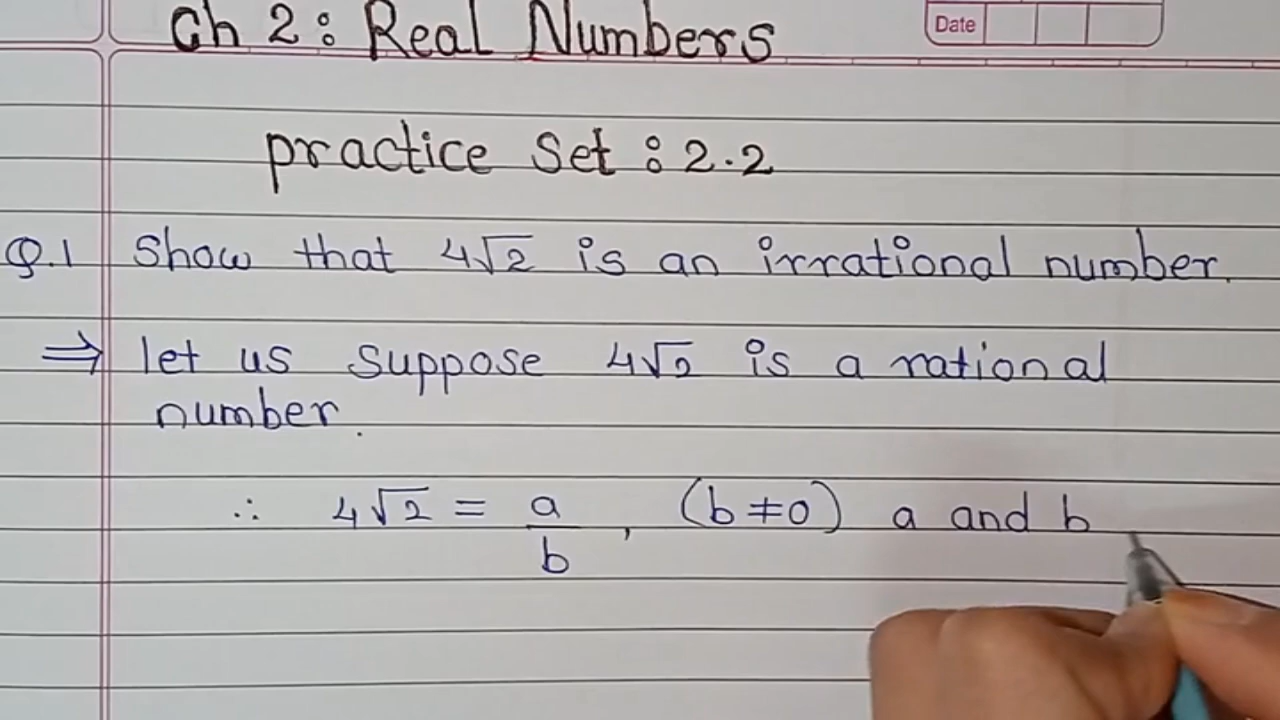 Ch 2: Real Numbers
Date
practice Set : 2.2
Q.1 Show that 4√2 is an irrational number.
⇒ let us suppose 4√2 is a rational
number.
∴ 4√2 = a/b, (b≠0) a and b